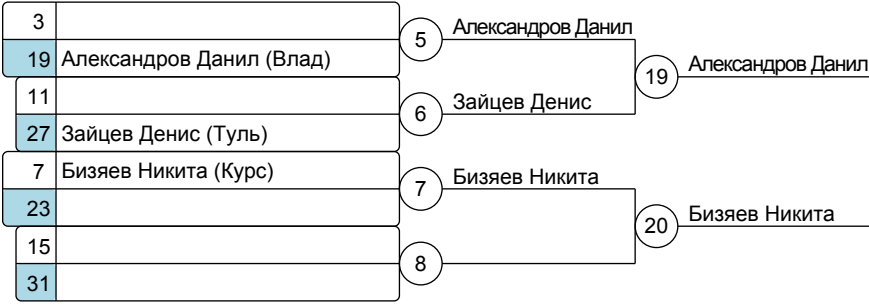 3
5
Александров Данил
19 Александров Данил (Влад)
19
Александров Данил
11
6
Зайцев Денис
27 Зайцев Денис (Туль)
7 Бизяев Никита (Курс)
7
Бизяев Никита
23
20
Бизяев Никита
15
8
31